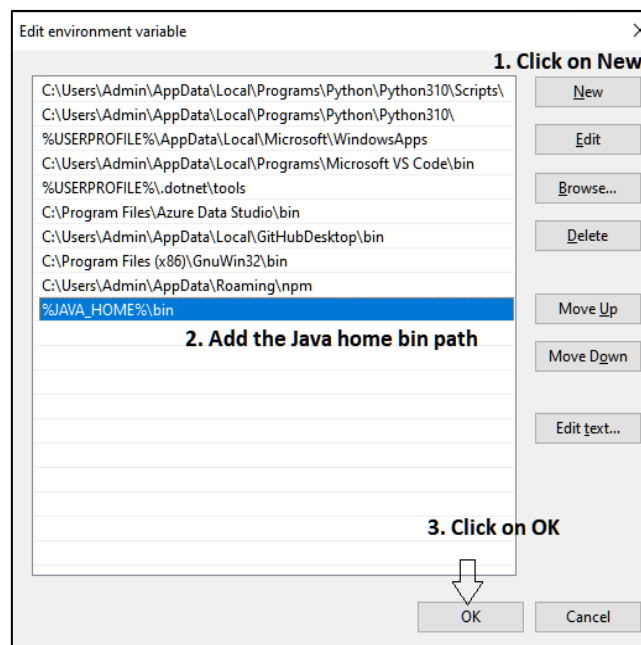 Edit environment variable
1. Click on New
C:\Users\Admin\AppData\Local\Programs\Python\Python310\Scripts\
New
C:\Users\Admin\AppData\Local\Programs\Python\Python310\
%USERPROFILE%\AppData\Local\Microsoft\WindowsApps
Edit
C:\Users\Admin\AppData\Local\Programs\Microsoft VS Code\bin
%USERPROFILE%\.dotnet\tools
Browse...
C:\Program Files\Azure Data Studio\bin
C:\Users\Admin\AppData\Local\GitHubDesktop\bin
Delete
C:\Program Files (x86)\GnuWin32\bin
C:\Users\Admin\AppData\Roaming\npm
%JAVA_HOME%\bin
Move Up
2. Add the Java home bin path
Move Down
Edit text...
3. Click on OK
OK
Cancel